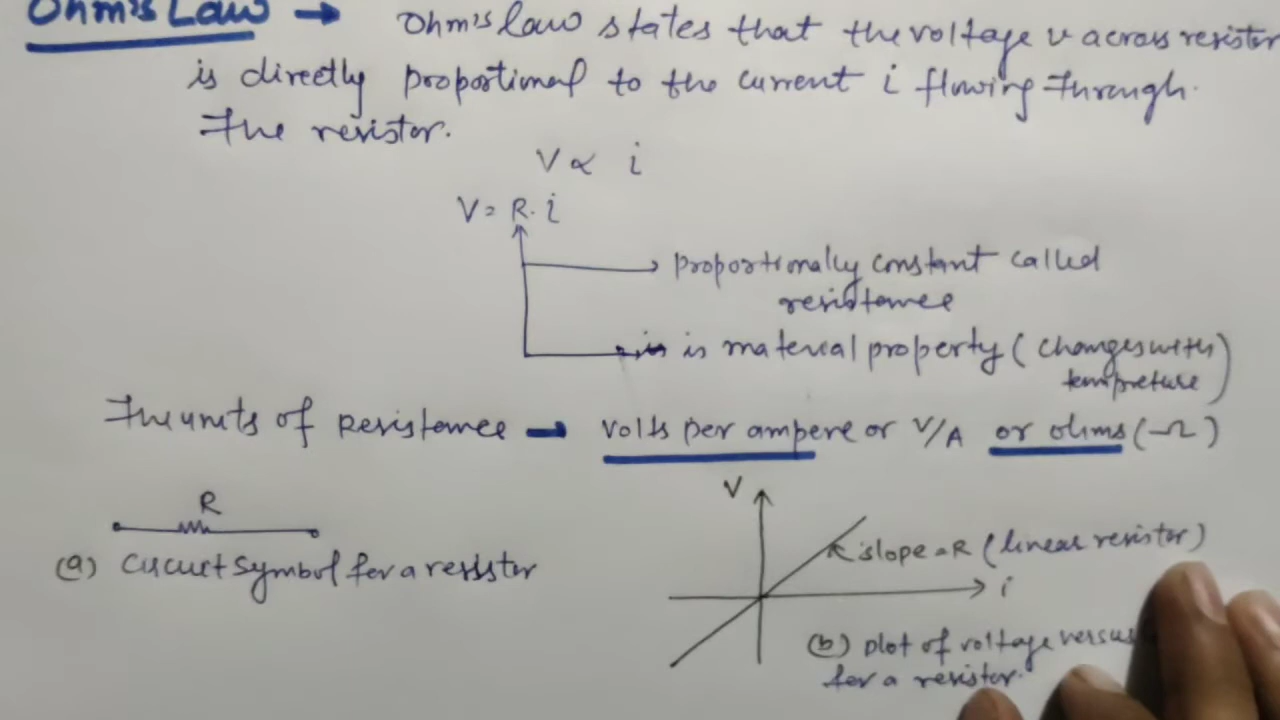 Ohm's Law → Ohm's law states that the voltage v across resistor
is directly proportional to the current i flowing through
The resistor.
V ∝ i
V = R. i
proportionally constant called
resistance
is material property (changes with
tempreture)
The units of Resistance → volts per ampere or V/A or ohms (Ω)
R
(a) Circuit symbol for a resistor
V
slope = R (linear resistor)
i
(b) plot of voltage versus
for a resistor.